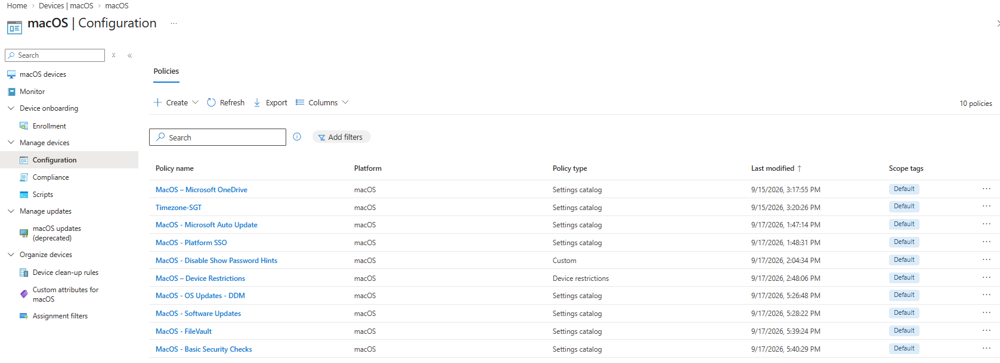 Home > Devices | macOS > macOS
macOS | Configuration ...
Search
macOS devices
Monitor
Device onboarding
Enrollment
Manage devices
Configuration
Compliance
Scripts
Manage updates
macOS updates
(deprecated)
Organize devices
Device clean-up rules
Custom attributes for
macOS
Assignment filters
Policies
Create Refresh Export Columns 10 policies
Search Add filters
Policy name Platform Policy type Last modified ↑ Scope tags
MacOS – Microsoft OneDrive macOS Settings catalog 9/15/2026, 3:17:55 PM Default ...
Timezone-SGT macOS Settings catalog 9/15/2026, 3:20:26 PM Default ...
MacOS - Microsoft Auto Update macOS Settings catalog 9/17/2026, 1:47:14 PM Default ...
MacOS - Platform SSO macOS Settings catalog 9/17/2026, 1:48:31 PM Default ...
MacOS - Disable Show Password Hints macOS Custom 9/17/2026, 2:04:34 PM Default ...
MacOS – Device Restrictions macOS Device restrictions 9/17/2026, 2:48:06 PM Default ...
MacOS - OS Updates - DDM macOS Settings catalog 9/17/2026, 5:26:48 PM Default ...
MacOS - Software Updates macOS Settings catalog 9/17/2026, 5:28:22 PM Default ...
MacOS - FileVault macOS Settings catalog 9/17/2026, 5:39:24 PM Default ...
MacOS - Basic Security Checks macOS Settings catalog 9/17/2026, 5:40:29 PM Default ...